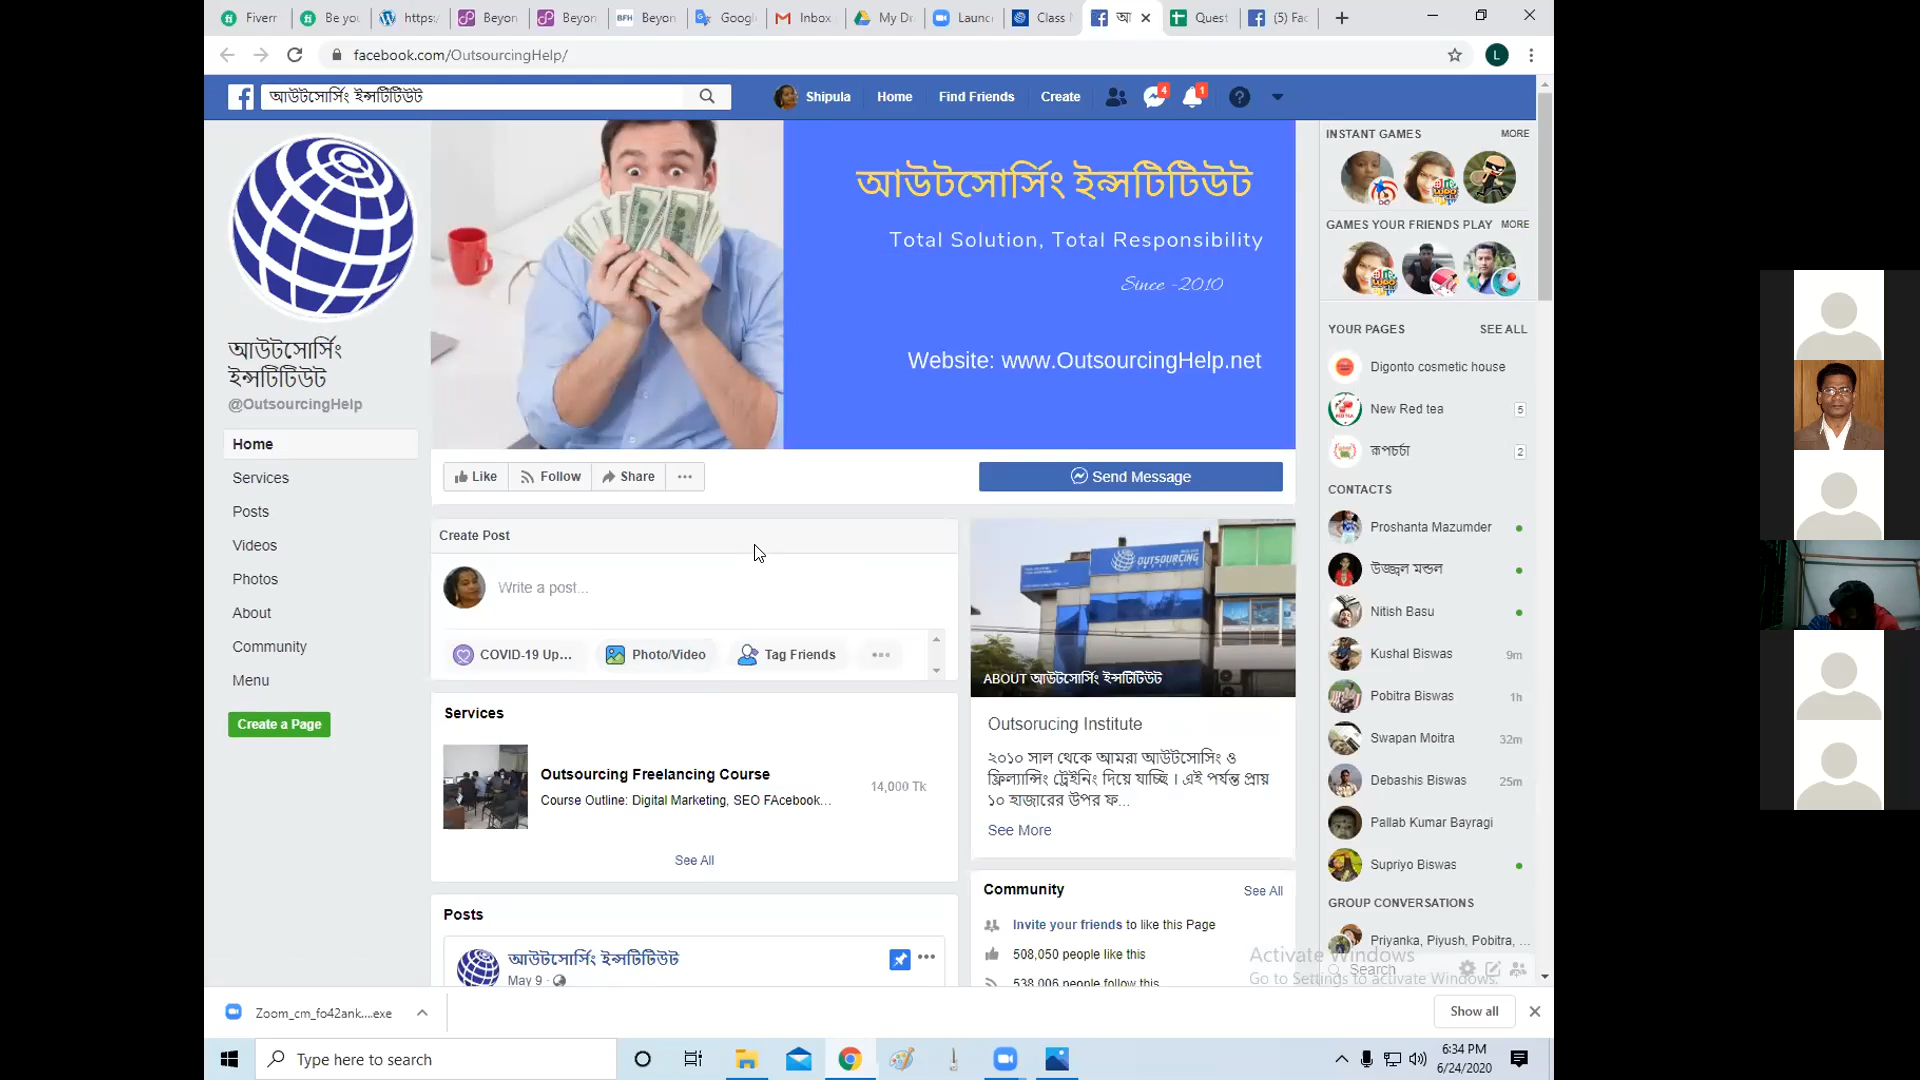 Fiverr
Be you
https:
Beyon
Beyon
BFH Beyon
Googl
Inbox
My Dr
Launc
Class
আ
Quest
(5) Fac
facebook.com/OutsourcingHelp/
L
আউটসোর্সিং ইন্সটিটিউট
Shipula
Home
Find Friends
Create
4
1
আউটসোর্সিং ইন্সটিটিউট
Total Solution, Total Responsibility
Since -2010
Website: www.OutsourcingHelp.net
আউটসোর্সিং
ইন্সটিটিউট
@OutsourcingHelp
Home
Services
Posts
Videos
Photos
About
Community
Menu
Create a Page
Like
Follow
Share
Send Message
Create Post
Write a post...
COVID-19 Up...
Photo/Video
Tag Friends
Services
Outsourcing Freelancing Course
Course Outline: Digital Marketing, SEO FAcebook...
14,000 Tk
See All
Posts
আউটসোর্সিং ইন্সটিটিউট
May 9
OUTSOURCING
ABOUT আউটসোর্সিং ইন্সটিটিউট
Outsorucing Institute
২০১০ সাল থেকে আমরা আউটসোসিং ও
ফ্রিল্যান্সিং ট্রেইনিং দিয়ে যাচ্ছি । এই পর্যন্ত প্রায়
১০ হাজারের উপর ফ...
See More
Community
See All
Invite your friends to like this Page
508,050 people like this
538,006 people follow this
INSTANT GAMES
MORE
GAMES YOUR FRIENDS PLAY
MORE
YOUR PAGES
SEE ALL
Digonto cosmetic house
New Red tea
5
রূপচর্চা
2
CONTACTS
Proshanta Mazumder
উজ্জ্বল মন্ডল
Nitish Basu
Kushal Biswas
9m
Pobitra Biswas
1h
Swapan Moitra
32m
Debashis Biswas
25m
Pallab Kumar Bayragi
Supriyo Biswas
GROUP CONVERSATIONS
Priyanka, Piyush, Pobitra, ...
Search
Activate Windows
Go to Settings to activate Windows.
Zoom_cm_fo42ank....exe
Show all
Type here to search
6:34 PM
6/24/2020